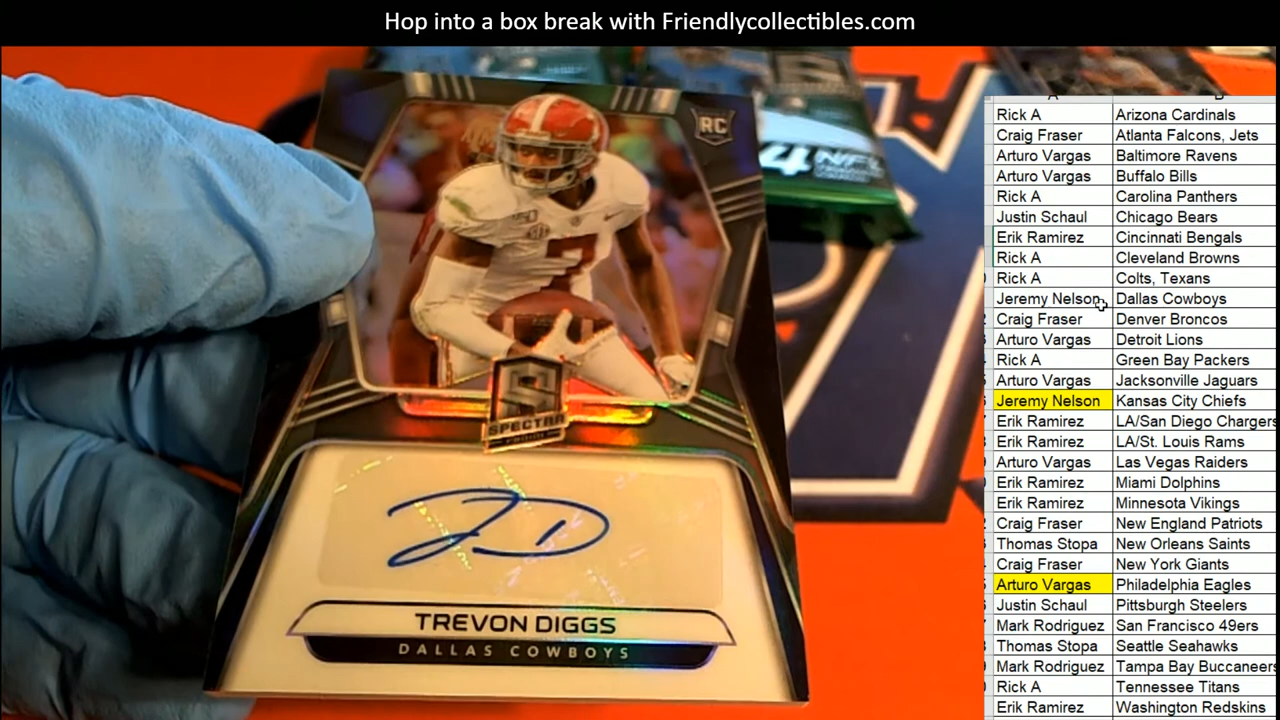 Hop into a box break with Friendlycollectibles.com
RC
4 NFL
7
SPECTRA
PANINI
TREVON DIGGS
DALLAS COWBOYS
Rick A Arizona Cardinals
Craig Fraser Atlanta Falcons, Jets
Arturo Vargas Baltimore Ravens
Arturo Vargas Buffalo Bills
Rick A Carolina Panthers
Justin Schaul Chicago Bears
Erik Ramirez Cincinnati Bengals
Rick A Cleveland Browns
Rick A Colts, Texans
Jeremy Nelson Dallas Cowboys
Craig Fraser Denver Broncos
Arturo Vargas Detroit Lions
Rick A Green Bay Packers
Arturo Vargas Jacksonville Jaguars
Jeremy Nelson Kansas City Chiefs
Erik Ramirez LA/San Diego Chargers
Erik Ramirez LA/St. Louis Rams
Arturo Vargas Las Vegas Raiders
Erik Ramirez Miami Dolphins
Erik Ramirez Minnesota Vikings
Craig Fraser New England Patriots
Thomas Stopa New Orleans Saints
Craig Fraser New York Giants
Arturo Vargas Philadelphia Eagles
Justin Schaul Pittsburgh Steelers
Mark Rodriguez San Francisco 49ers
Thomas Stopa Seattle Seahawks
Mark Rodriguez Tampa Bay Buccaneers
Rick A Tennessee Titans
Erik Ramirez Washington Redskins